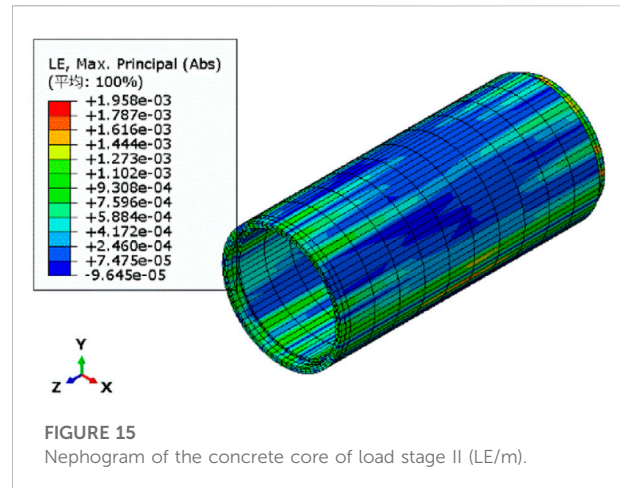 LE, Max. Principal (Abs)
(平均: 100%)
+1.958e-03
+1.787e-03
+1.616e-03
+1.444e-03
+1.273e-03
+1.102e-03
+9.308e-04
+7.596e-04
+5.884e-04
+4.172e-04
+2.460e-04
+7.475e-05
-9.645e-05
Y
Z X
FIGURE 15
Nephogram of the concrete core of load stage II (LE/m).